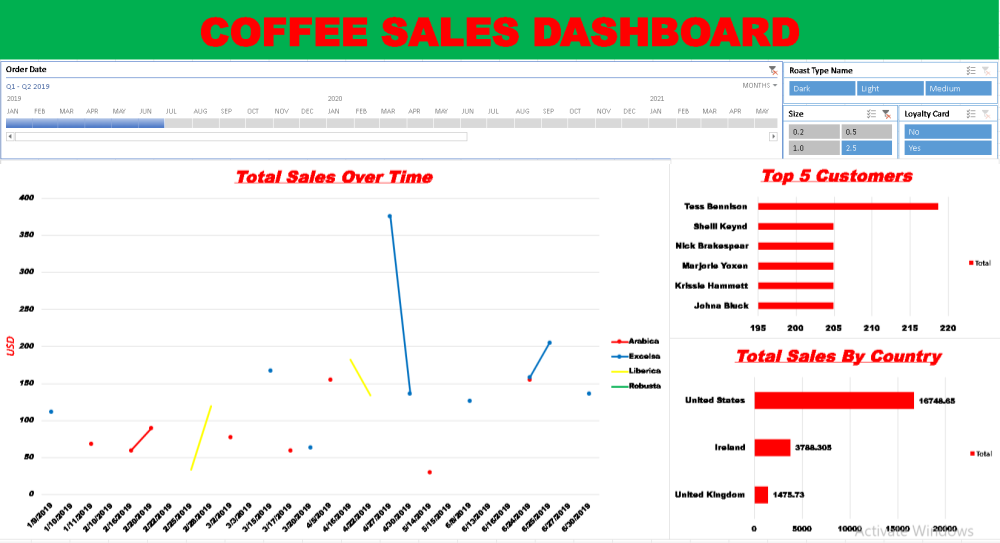 COFFEE SALES DASHBOARD
Order Date
Q1 - Q2 2019
MONTHS
2019 2020 2021
JAN FEB MAR APR MAY JUN JUL AUG SEP OCT NOV DEC JAN FEB MAR APR MAY JUN JUL AUG SEP OCT NOV DEC JAN FEB MAR APR MAY
Roast Type Name
Dark Light Medium
Size
0.2 0.5
1.0 2.5
Loyalty Card
No
Yes
Total Sales Over Time
400
350
300
250
200
150
100
50
0
USD
1/9/2019 1/10/2019 1/11/2019 2/10/2019 2/16/2019 2/20/2019 2/22/2019 2/25/2019 2/28/2019 3/2/2019 3/3/2019 3/15/2019 3/17/2019 3/20/2019 4/5/2019 4/16/2019 4/22/2019 4/27/2019 4/30/2019 5/14/2019 5/15/2019 6/8/2019 6/13/2019 6/16/2019 6/24/2019 6/25/2019 6/27/2019 6/30/2019
Arabica
Excelsa
Liberica
Robusta
Top 5 Customers
Tess Bennison
Shelli Keynd
Nick Brakespear
Marjorie Yoxen
Krissie Hammett
Johna Bluck
195 200 205 210 215 220
Total
Total Sales By Country
United States 16748.65
Ireland 3788.305
United Kingdom 1475.73
0 5000 10000 15000 20000
Total
Activate Windows